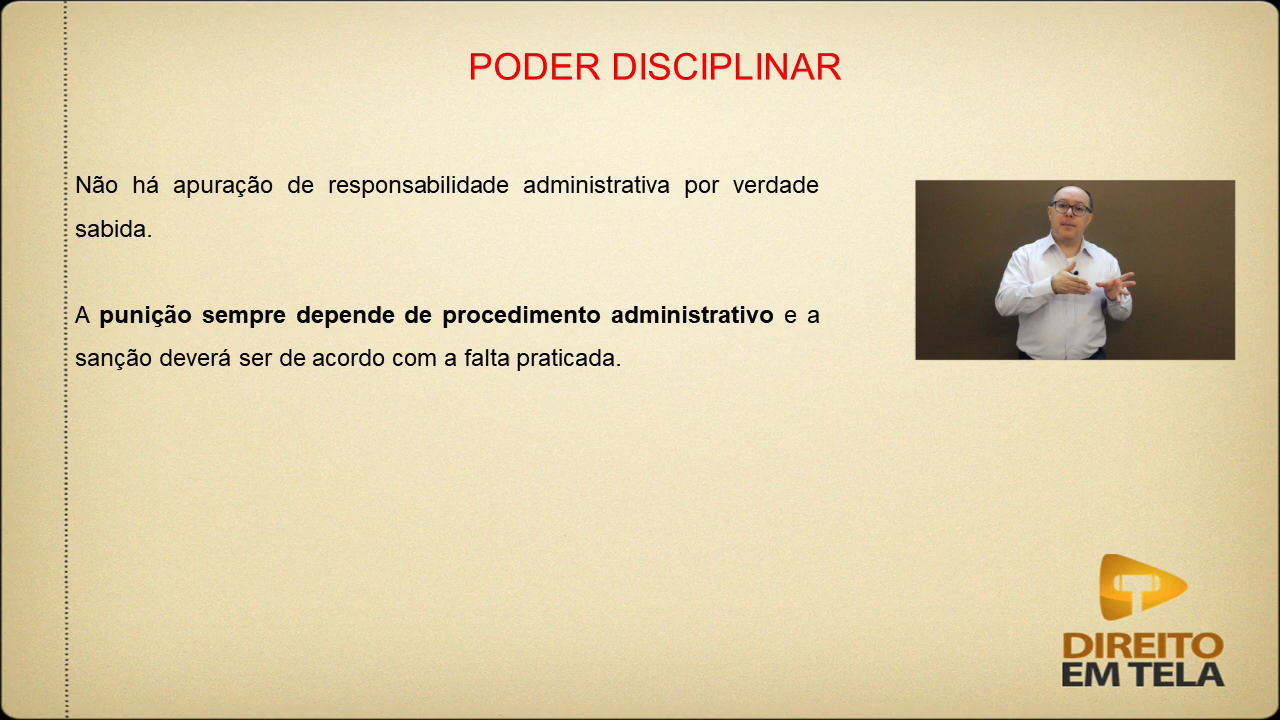 PODER DISCIPLINAR
Não há apuração de responsabilidade administrativa por verdade
sabida.
A punição sempre depende de procedimento administrativo e a
sanção deverá ser de acordo com a falta praticada.
DIREITO
EM TELA